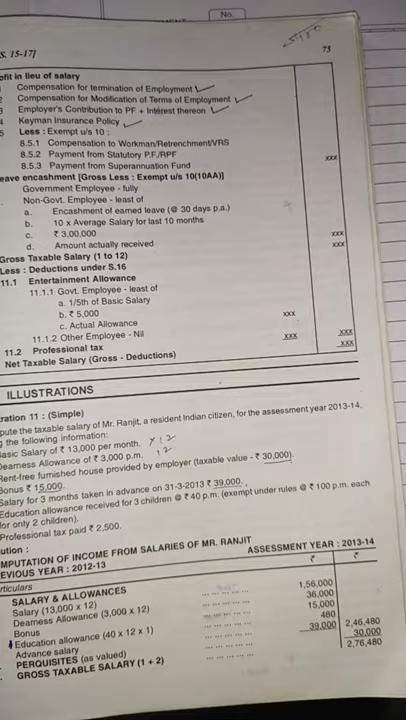 No.
S. 15-17]
73
ofit in lieu of salary
Compensation for termination of Employment
Compensation for Modification of Terms of Employment
Employer's Contribution to PF + Interest thereon
Keyman Insurance Policy
5 Less : Exempt u/s 10 :
8.5.1 Compensation to Workman/Retrenchment/VRS
8.5.2 Payment from Statutory P.F./RPF
8.5.3 Payment from Superannuation Fund xxx
eave encashment [Gross Less : Exempt u/s 10(10AA)]
Government Employee - fully
Non-Govt. Employee - least of
a. Encashment of earned leave (@ 30 days p.a.)
b. 10 x Average Salary for last 10 months
c. ₹ 3,00,000 xxx
d. Amount actually received xxx
Gross Taxable Salary (1 to 12)
Less : Deductions under S.16
11.1 Entertainment Allowance
11.1.1 Govt. Employee - least of
a. 1/5th of Basic Salary
b. ₹ 5,000 xxx
c. Actual Allowance
11.1.2 Other Employee - Nil xxx xxx
11.2 Professional tax xxx
Net Taxable Salary (Gross - Deductions)
ILLUSTRATIONS
ration 11 : (Simple)
pute the taxable salary of Mr. Ranjit, a resident Indian citizen, for the assessment year 2013-14,
g the following information:
asic Salary of ₹ 13,000 per month. x12
Dearness Allowance of ₹ 3,000 p.m. 12
Rent-free furnished house provided by employer (taxable value - ₹ 30,000).
Bonus ₹ 15,000.
Salary for 3 months taken in advance on 31-3-2013 ₹ 39,000.
Education allowance received for 3 children @ ₹ 40 p.m. (exempt under rules @ ₹ 100 p.m. each
for only 2 children).
Professional tax paid ₹ 2,500.
ution :
MPUTATION OF INCOME FROM SALARIES OF MR. RANJIT
EVIOUS YEAR : 2012-13 ASSESSMENT YEAR : 2013-14
rticulars ₹ ₹
SALARY & ALLOWANCES
Salary (13,000 x 12) ... ... ... ... ... 1,56,000
Dearness Allowance (3,000 x 12) ... ... ... ... ... 36,000
Bonus ... ... ... ... ... 15,000
Education allowance (40 x 12 x 1) ... ... ... ... ... 480
Advance salary ... ... ... ... ... 39,000 2,46,480
PERQUISITES (as valued) ... ... ... ... ... 30,000
GROSS TAXABLE SALARY (1 + 2) ... ... ... ... ... 2,76,480